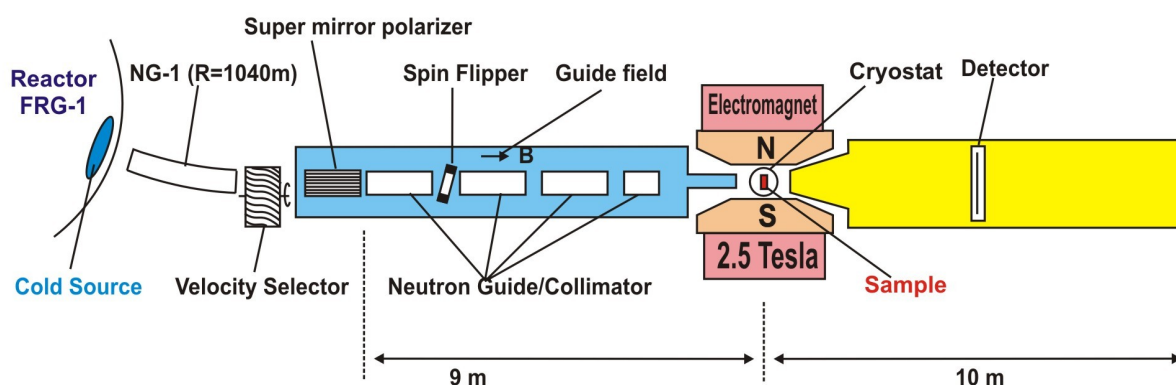 Super mirror polarizer
Reactor
FRG-1
NG-1 (R=1040m)
Spin Flipper
Guide field
Cryostat
Detector
Electromagnet
B
N
S
2.5 Tesla
Cold Source
Velocity Selector
Neutron Guide/Collimator
Sample
9 m
10 m